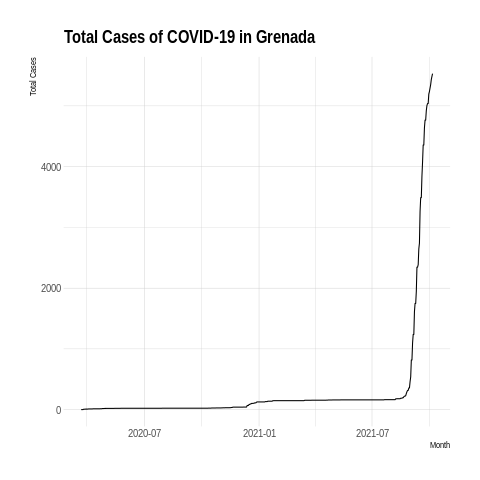 Total Cases of COVID-19 in Grenada
Total Cases
4000
2000
0
2020-07
2021-01
2021-07
Month